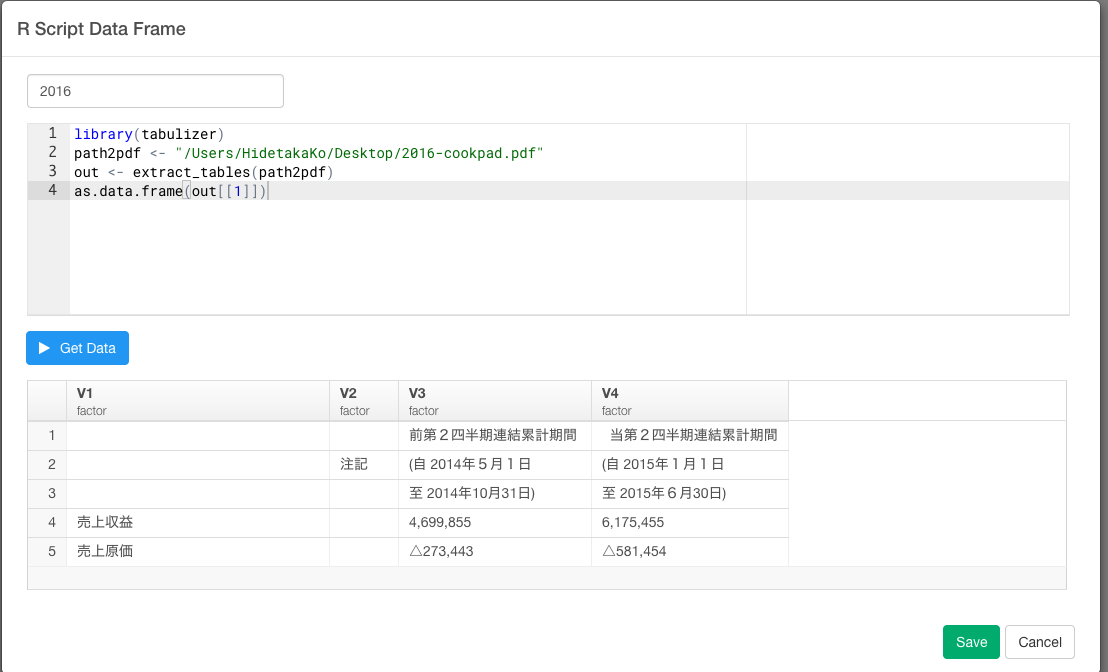 R Script Data Frame
2016
1 library(tabulizer)
2 path2pdf <- "/Users/HidetakaKo/Desktop/2016-cookpad.pdf"
3 out <- extract_tables(path2pdf)
4 as.data.frame(out[[1]])
Get Data
V1 V2 V3 V4
factor factor factor factor
1 前第２四半期連結累計期間 当第２四半期連結累計期間
2 注記 (自 2014年５月１日 (自 2015年１月１日
3 至 2014年10月31日) 至 2015年６月30日)
4 売上収益 4,699,855 6,175,455
5 売上原価 △273,443 △581,454
Save Cancel